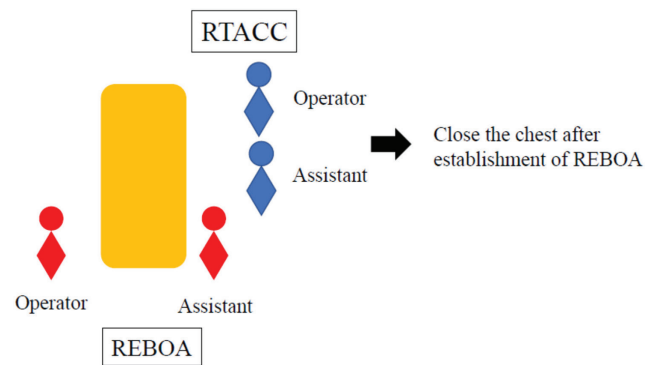 RTACC
Operator
Assistant
Close the chest after
establishment of REBOA
Operator
Assistant
REBOA